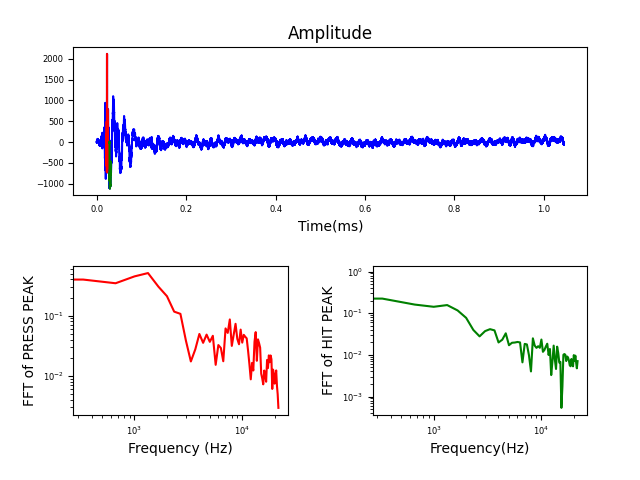 Amplitude
2000
1500
1000
500
0
−500
−1000
0.0 0.2 0.4 0.6 0.8 1.0
Time(ms)
FFT of PRESS PEAK
10⁻¹
10⁻²
10³ 10⁴
Frequency (Hz)
FFT of HIT PEAK
10⁰
10⁻¹
10⁻²
10⁻³
10³ 10⁴
Frequency(Hz)